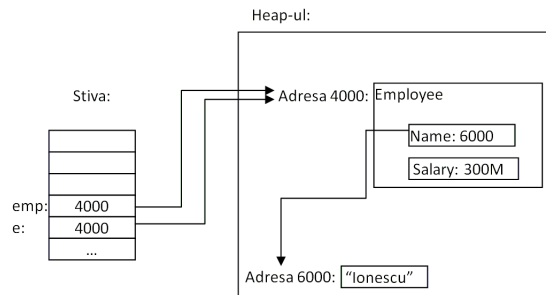 Heap-ul:
Stiva:
Adresa 4000:
Employee
Name: 6000
Salary: 300M
emp:
4000
e:
4000
...
Adresa 6000:
“Ionescu”